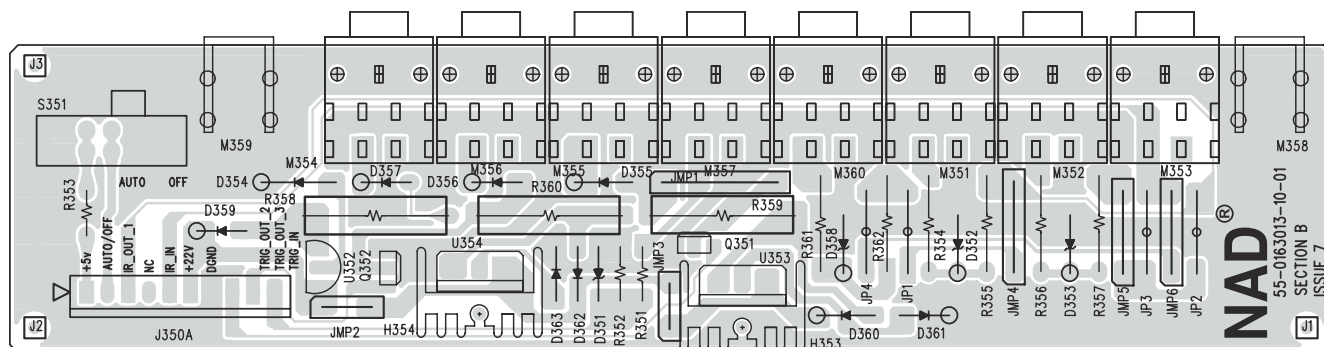 J3
S351
M359
M358
M354
D357
M356
M355
D355
M357
JMP1
M360
M351
M352
M353
R353
AUTO OFF
D354
R358
D356
R360
R359
D359
+5v
AUTO/OFF
IR_OUT_1
NC
IR_IN
+22V
DGND
TRIG_OUT_2
TRIG_OUT_3
TRIG_IN
U352
Q352
U354
JMP3
Q351
U353
R361
D358
R362
R354
D352
J2
J350A
JMP2
H354
D363
D362
D351
R352
R351
H353
D360
D361
JP4
JP1
R355
JMP4
R356
D353
R357
JMP5
JP3
JMP6
JP2
NAD®
55-0163013-10-01
SECTION B
ISSUE 7
J1